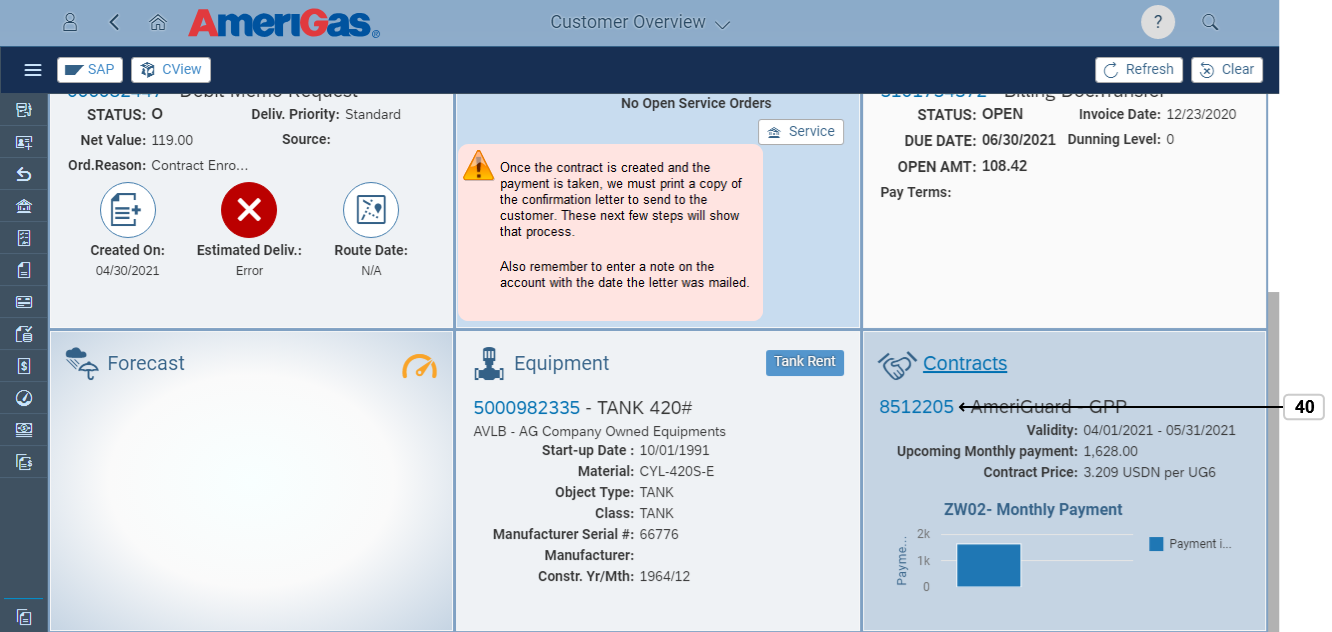 AmeriGas®
Customer Overview
?
SAP
CView
Refresh
Clear
Debit Memo Request
STATUS: O
Deliv. Priority: Standard
Net Value: 119.00
Source:
Ord.Reason: Contract Enro...
Created On:
04/30/2021
Estimated Deliv.:
Error
Route Date:
N/A
No Open Service Orders
Service
Once the contract is created and the
payment is taken, we must print a copy of
the confirmation letter to send to the
customer. These next few steps will show
that process.
Also remember to enter a note on the
account with the date the letter was mailed.
Billing Doc.Transfer
STATUS: OPEN
Invoice Date: 12/23/2020
DUE DATE: 06/30/2021
Dunning Level: 0
OPEN AMT: 108.42
Pay Terms:
Forecast
Equipment
Tank Rent
5000982335 - TANK 420#
AVLB - AG Company Owned Equipments
Start-up Date : 10/01/1991
Material: CYL-420S-E
Object Type: TANK
Class: TANK
Manufacturer Serial #: 66776
Manufacturer:
Constr. Yr/Mth: 1964/12
Contracts
8512205 - AmeriGuard - GPP
40
Validity: 04/01/2021 - 05/31/2021
Upcoming Monthly payment: 1,628.00
Contract Price: 3.209 USDN per UG6
ZW02- Monthly Payment
Payme...
2k
1k
0
Payment i...